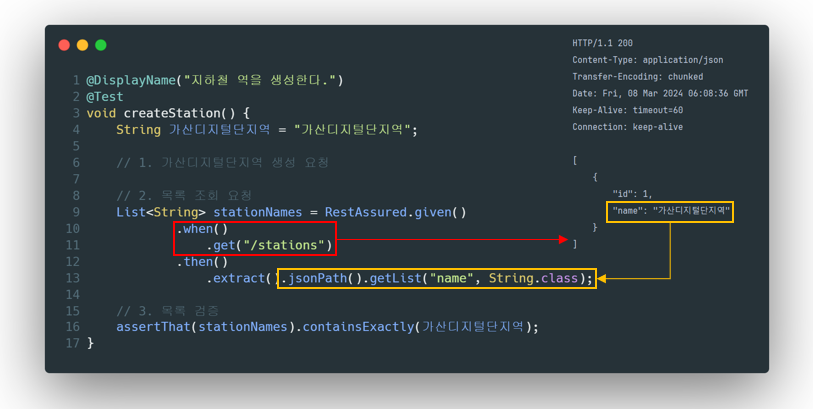 1 @DisplayName("지하철 역을 생성한다.")
2 @Test
3 void createStation() {
4 String 가산디지털단지역 = "가산디지털단지역";
5
6 // 1. 가산디지털단지역 생성 요청
7
8 // 2. 목록 조회 요청
9 List<String> stationNames = RestAssured.given()
10 .when()
11 .get("/stations")
12 .then()
13 .extract().jsonPath().getList("name", String.class);
14
15 // 3. 목록 검증
16 assertThat(stationNames).containsExactly(가산디지털단지역);
17 }
HTTP/1.1 200
Content-Type: application/json
Transfer-Encoding: chunked
Date: Fri, 08 Mar 2024 06:08:36 GMT
Keep-Alive: timeout=60
Connection: keep-alive
[
{
"id": 1,
"name": "가산디지털단지역"
}
]